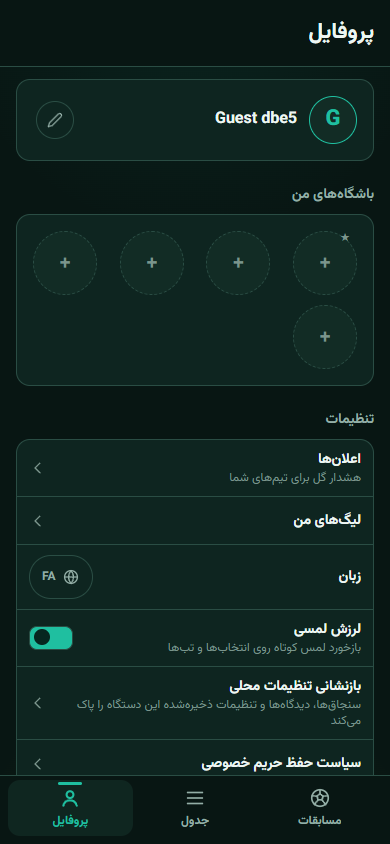 پروفایل
G
Guest dbe5
باشگاه‌های من
تنظیمات
اعلان‌ها
هشدار گل برای تیم‌های شما
لیگ‌های من
زبان
FA
لرزش لمسی
بازخورد لمس کوتاه روی انتخاب‌ها و تب‌ها
بازنشانی تنظیمات محلی
سنجاق‌ها، دیدگاه‌ها و تنظیمات ذخیره‌شده این دستگاه را پاک
می‌کند
سیاست حفظ حریم خصوصی
مسابقات
جدول
پروفایل